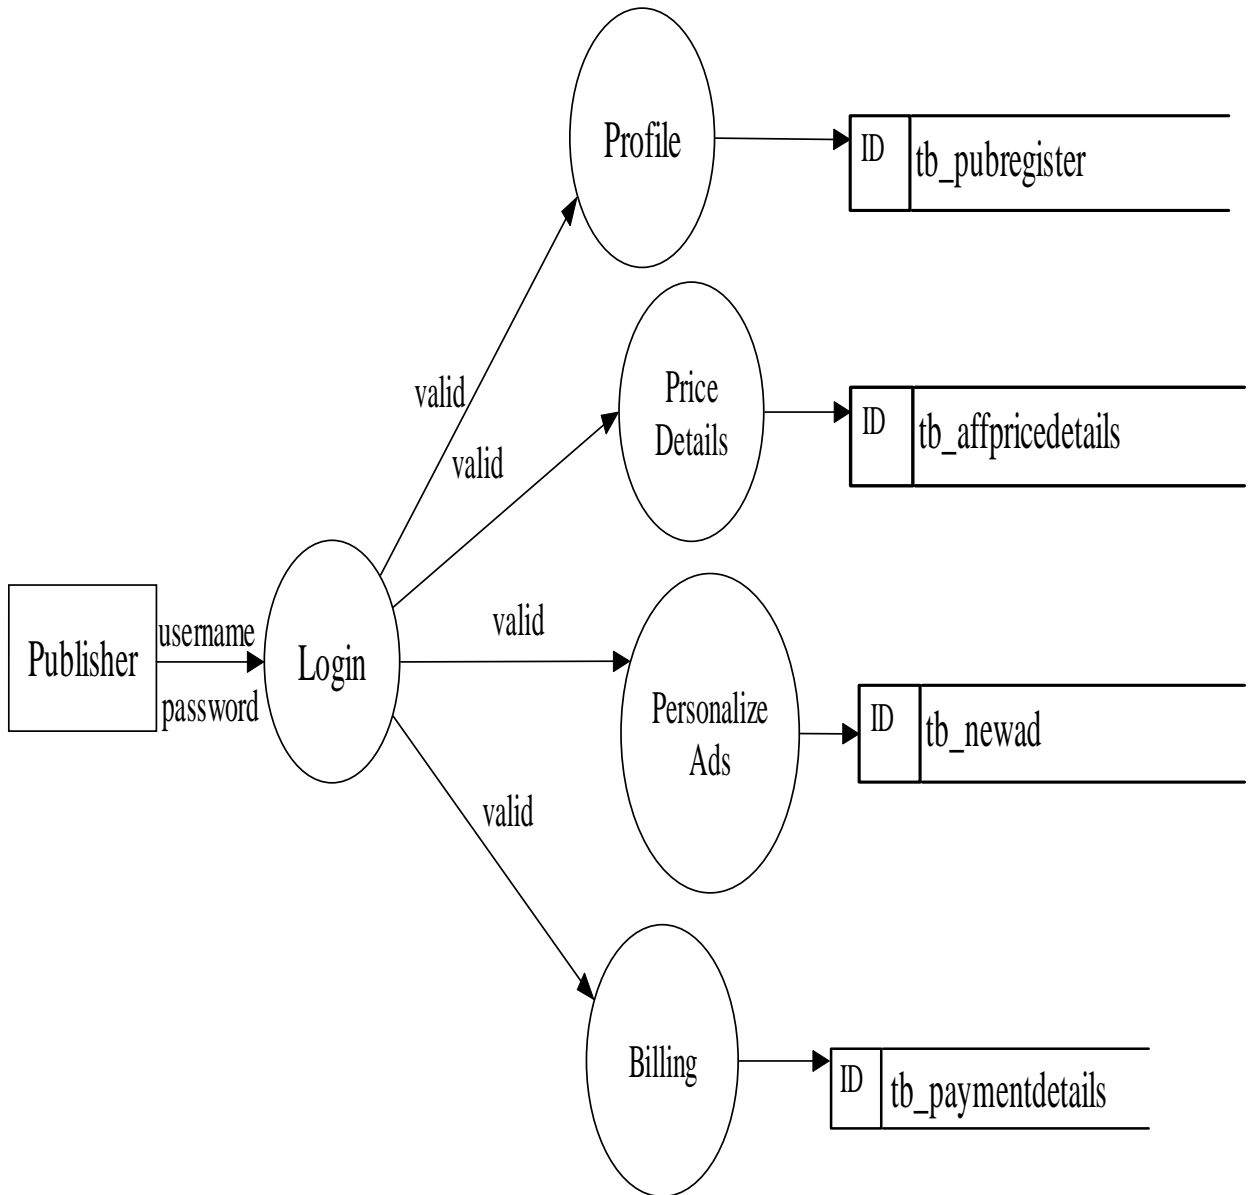 Profile
ID
tb_pubregister
valid
Price
Details
ID
tb_affpricedetails
valid
Publisher
username
password
Login
valid
Personalize
Ads
ID
tb_newad
valid
Billing
ID
tb_paymentdetails